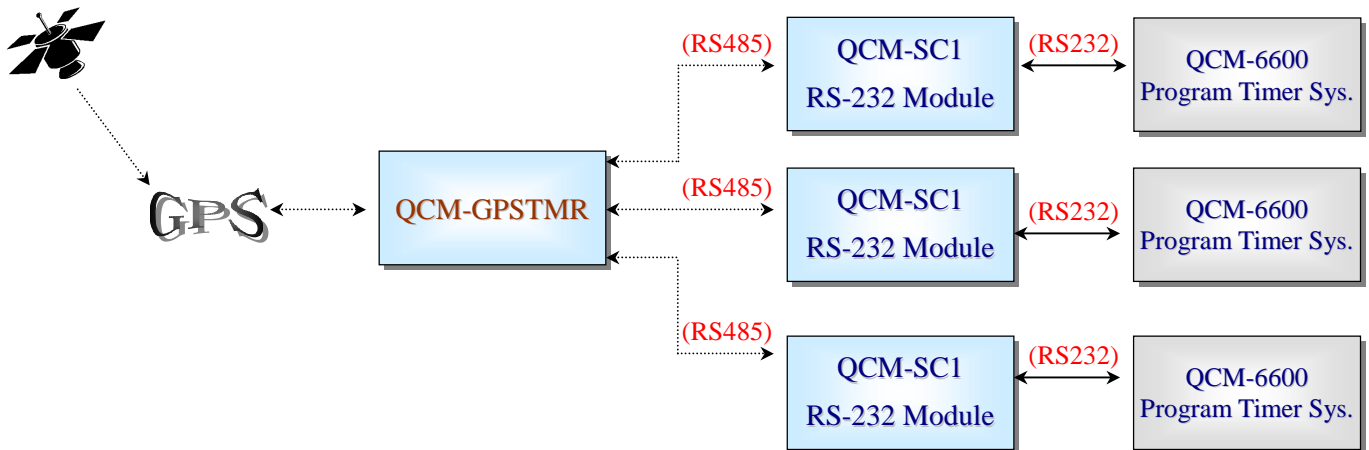 (RS485)
QCM-SC1
RS-232 Module
(RS232)
QCM-6600
Program Timer Sys.
GPS
QCM-GPSTMR
(RS485)
QCM-SC1
RS-232 Module
(RS232)
QCM-6600
Program Timer Sys.
(RS485)
QCM-SC1
RS-232 Module
(RS232)
QCM-6600
Program Timer Sys.